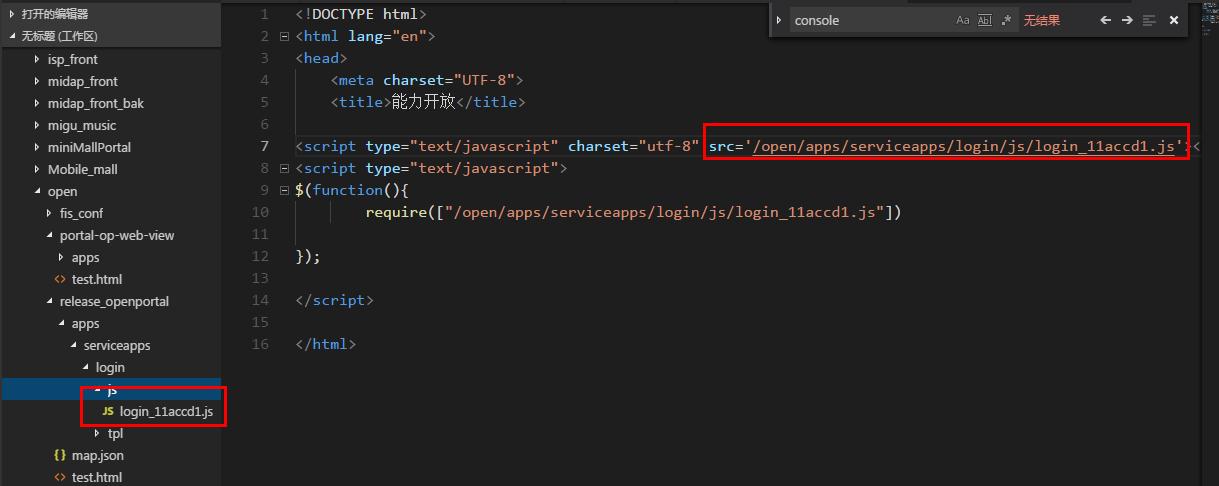 打开的编辑器
无标题 (工作区)
isp_front
midap_front
midap_front_bak
migu_music
miniMallPortal
Mobile_mall
open
fis_conf
portal-op-web-view
apps
<> test.html
release_openportal
apps
serviceapps
login
js
JS login_11accd1.js
tpl
{} map.json
<> test.html
1 <!DOCTYPE html>
2 <html lang="en">
3 <head>
4 <meta charset="UTF-8">
5 <title>能力开放</title>
6
7 <script type="text/javascript" charset="utf-8" src='/open/apps/serviceapps/login/js/login_11accd1.js'><
8 <script type="text/javascript">
9 $(function(){
10 require(["/open/apps/serviceapps/login/js/login_11accd1.js"])
11
12 });
13
14 </script>
15
16 </html>
console Aa Abl .* 无结果